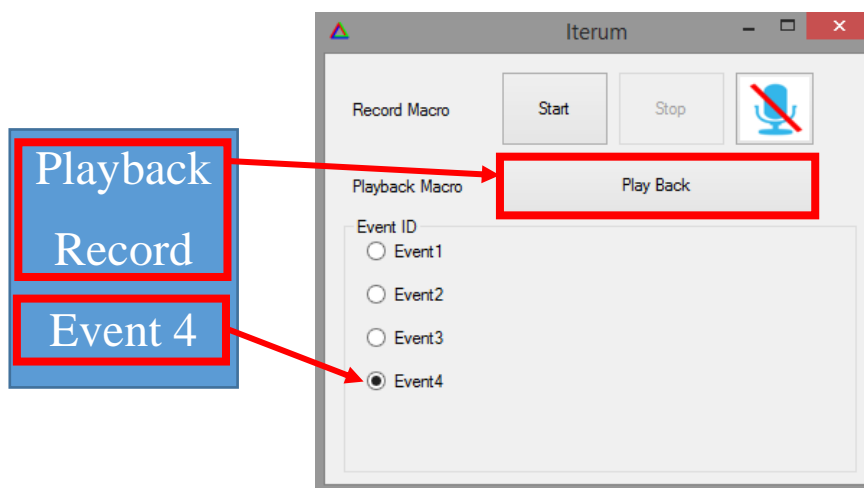 Playback
Record
Event 4
Iterum
Record Macro Start Stop
Playback Macro Play Back
Event ID
Event1
Event2
Event3
Event4